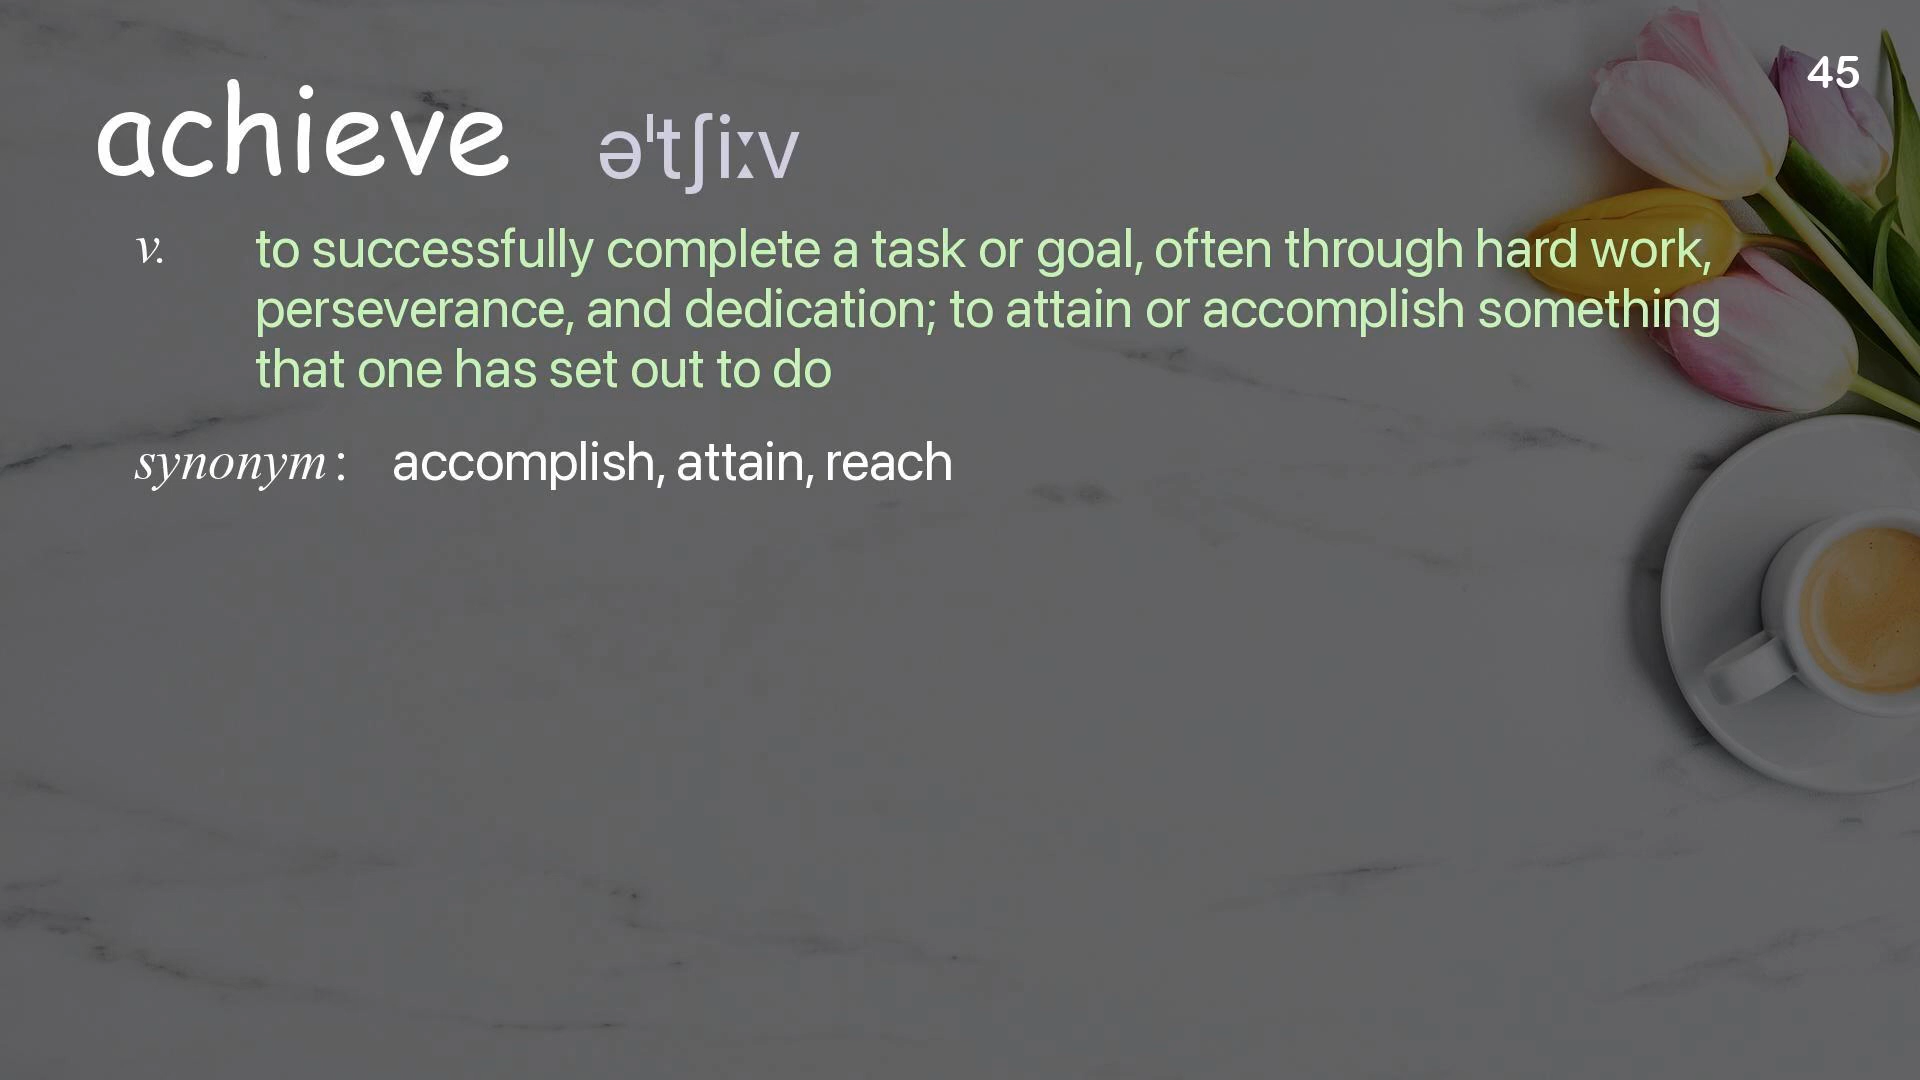 45
achieve əˈtʃiːv
v. to successfully complete a task or goal, often through hard work,
perseverance, and dedication; to attain or accomplish something
that one has set out to do
synonym: accomplish, attain, reach